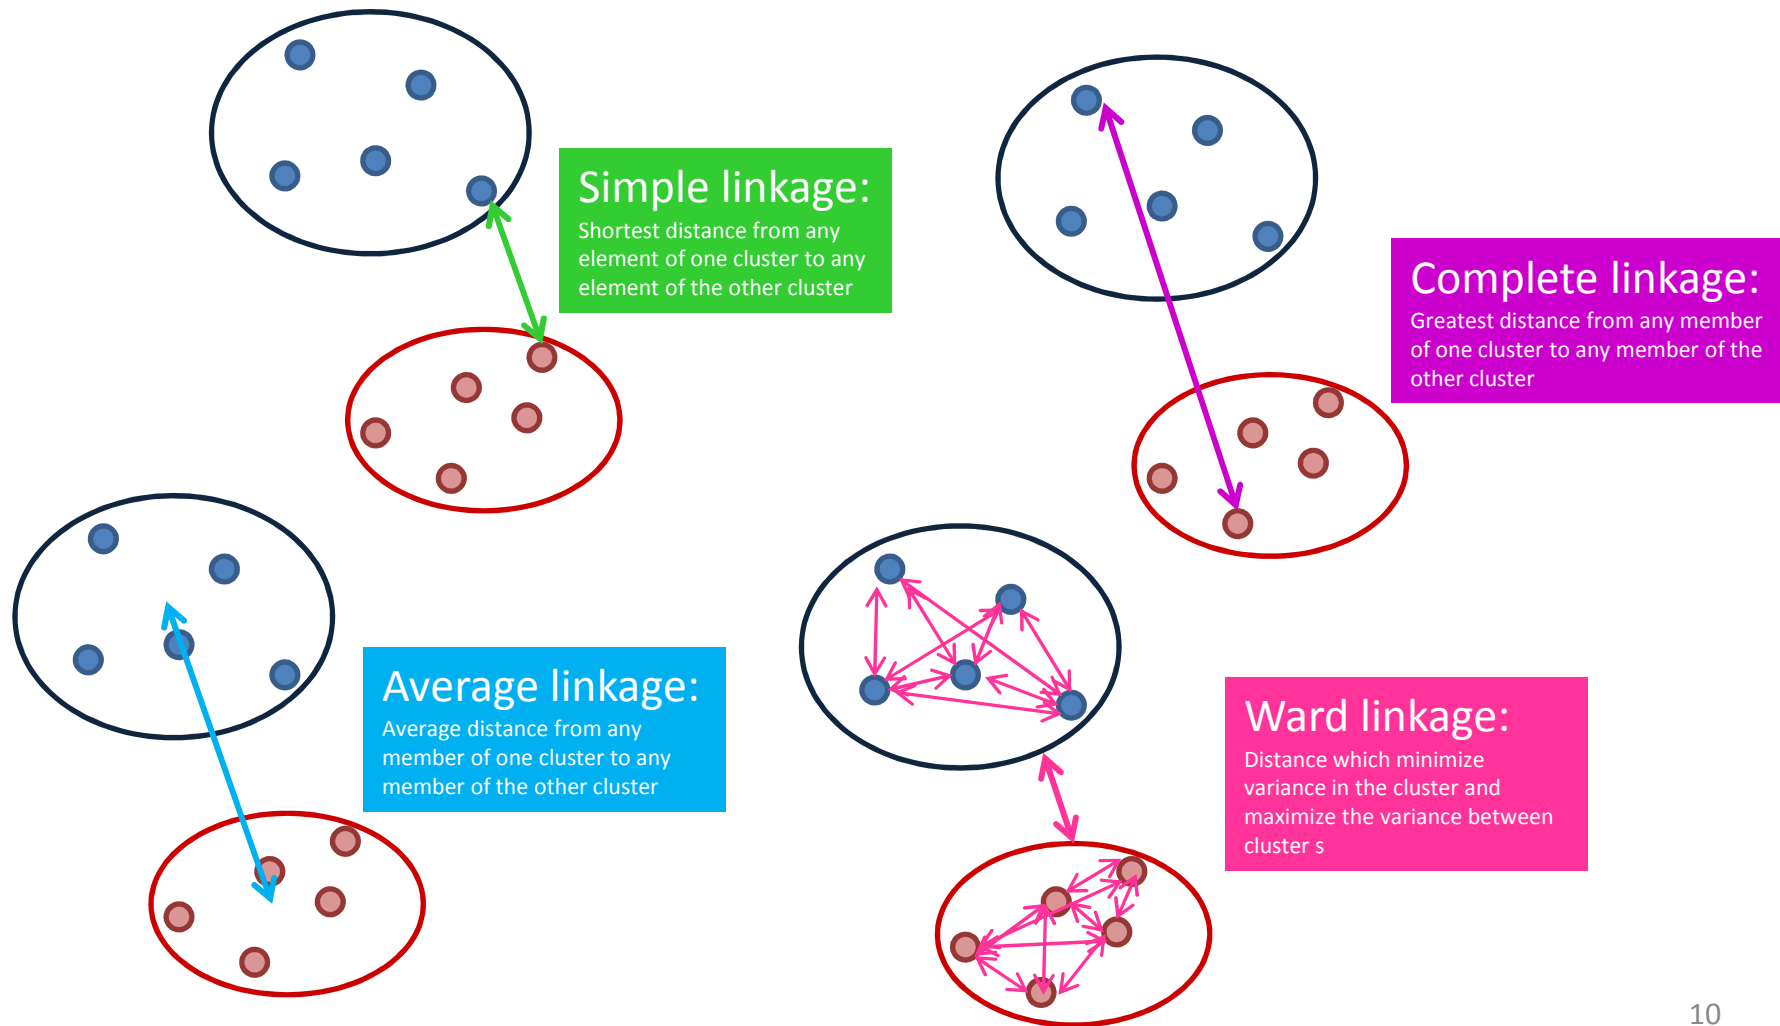 Simple linkage:
Shortest distance from any
element of one cluster to any
element of the other cluster
Complete linkage:
Greatest distance from any member
of one cluster to any member of the
other cluster
Average linkage:
Average distance from any
member of one cluster to any
member of the other cluster
Ward linkage:
Distance which minimize
variance in the cluster and
maximize the variance between
cluster s
10